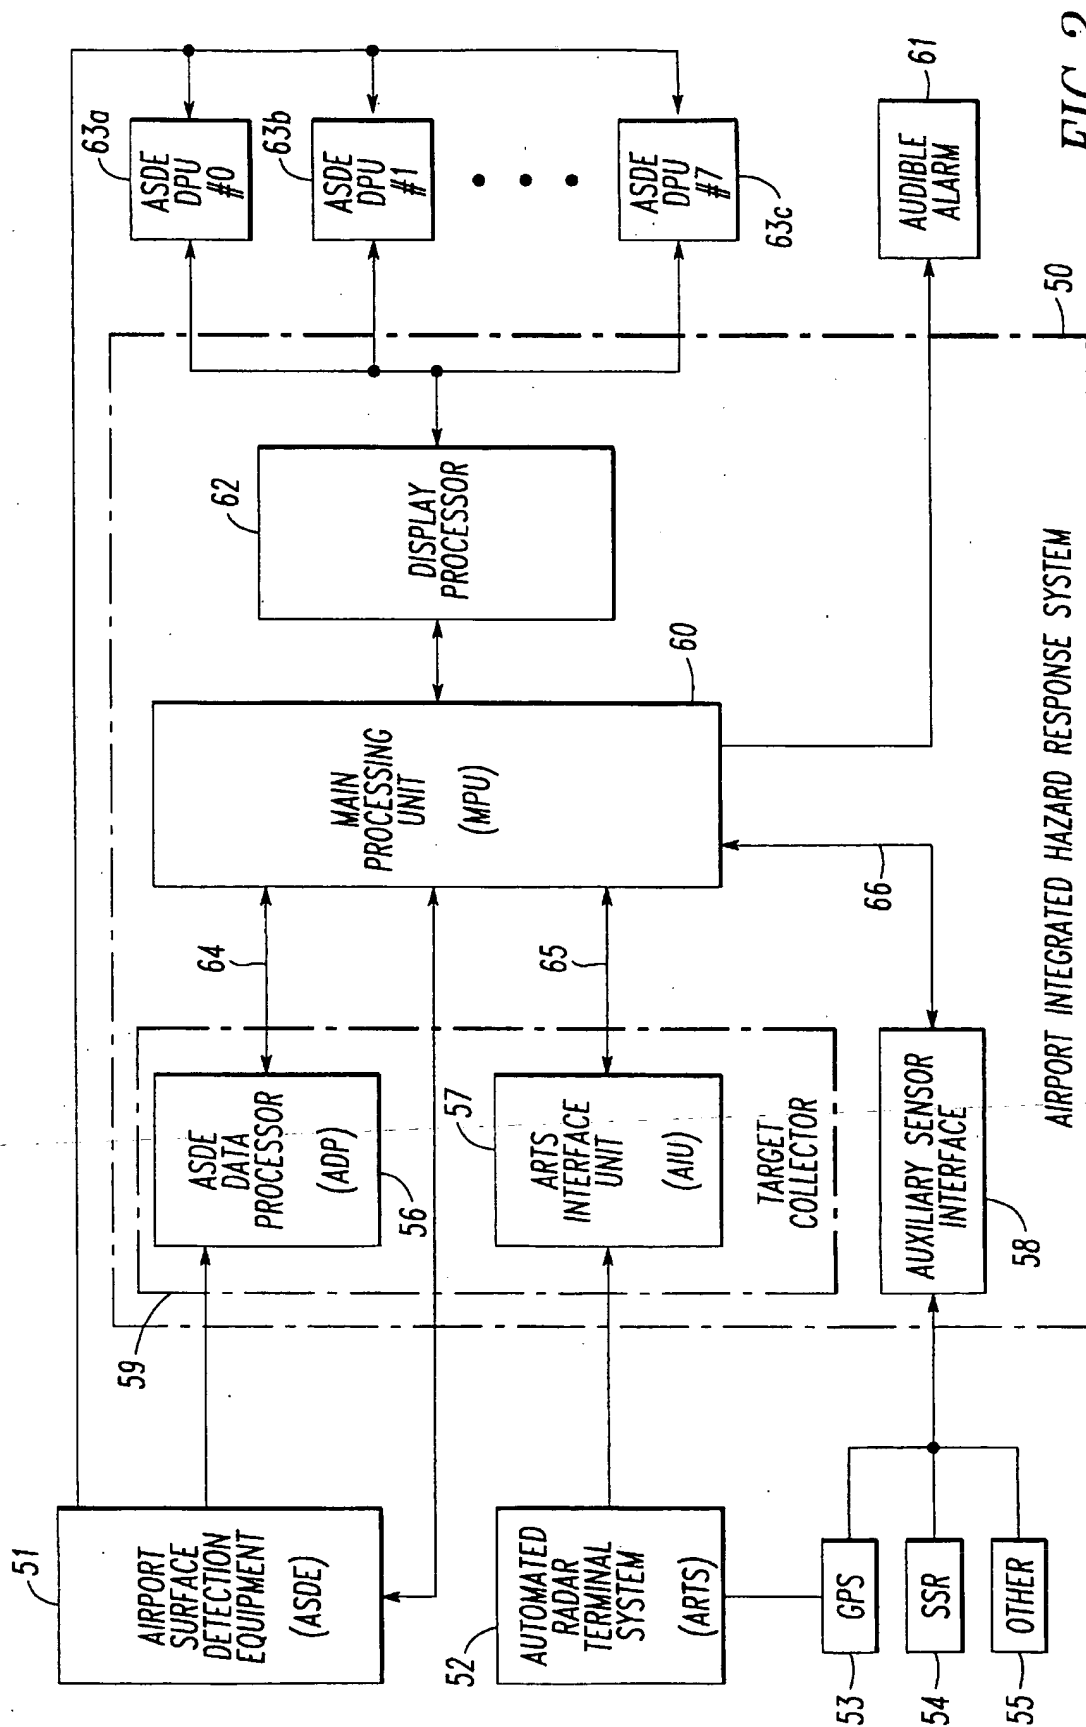 51
AIRPORT
SURFACE
DETECTION
EQUIPMENT
(ASDE)
52
AUTOMATED
RADAR
TERMINAL
SYSTEM
(ARTS)
53
GPS
54
SSR
55
OTHER
59
ASDE DATA
PROCESSOR
(ADP)
56
57
ARTS
INTERFACE
UNIT
(AIU)
TARGET
COLLECTOR
AUXILIARY SENSOR
INTERFACE
58
64
65
66
MAIN
PROCESSING
UNIT
(MPU)
60
62
DISPLAY
PROCESSOR
63a
ASDE
DPU
#0
63b
ASDE
DPU
#1
ASDE
DPU
#7
63c
AUDIBLE
ALARM
61
50
AIRPORT INTEGRATED HAZARD RESPONSE SYSTEM